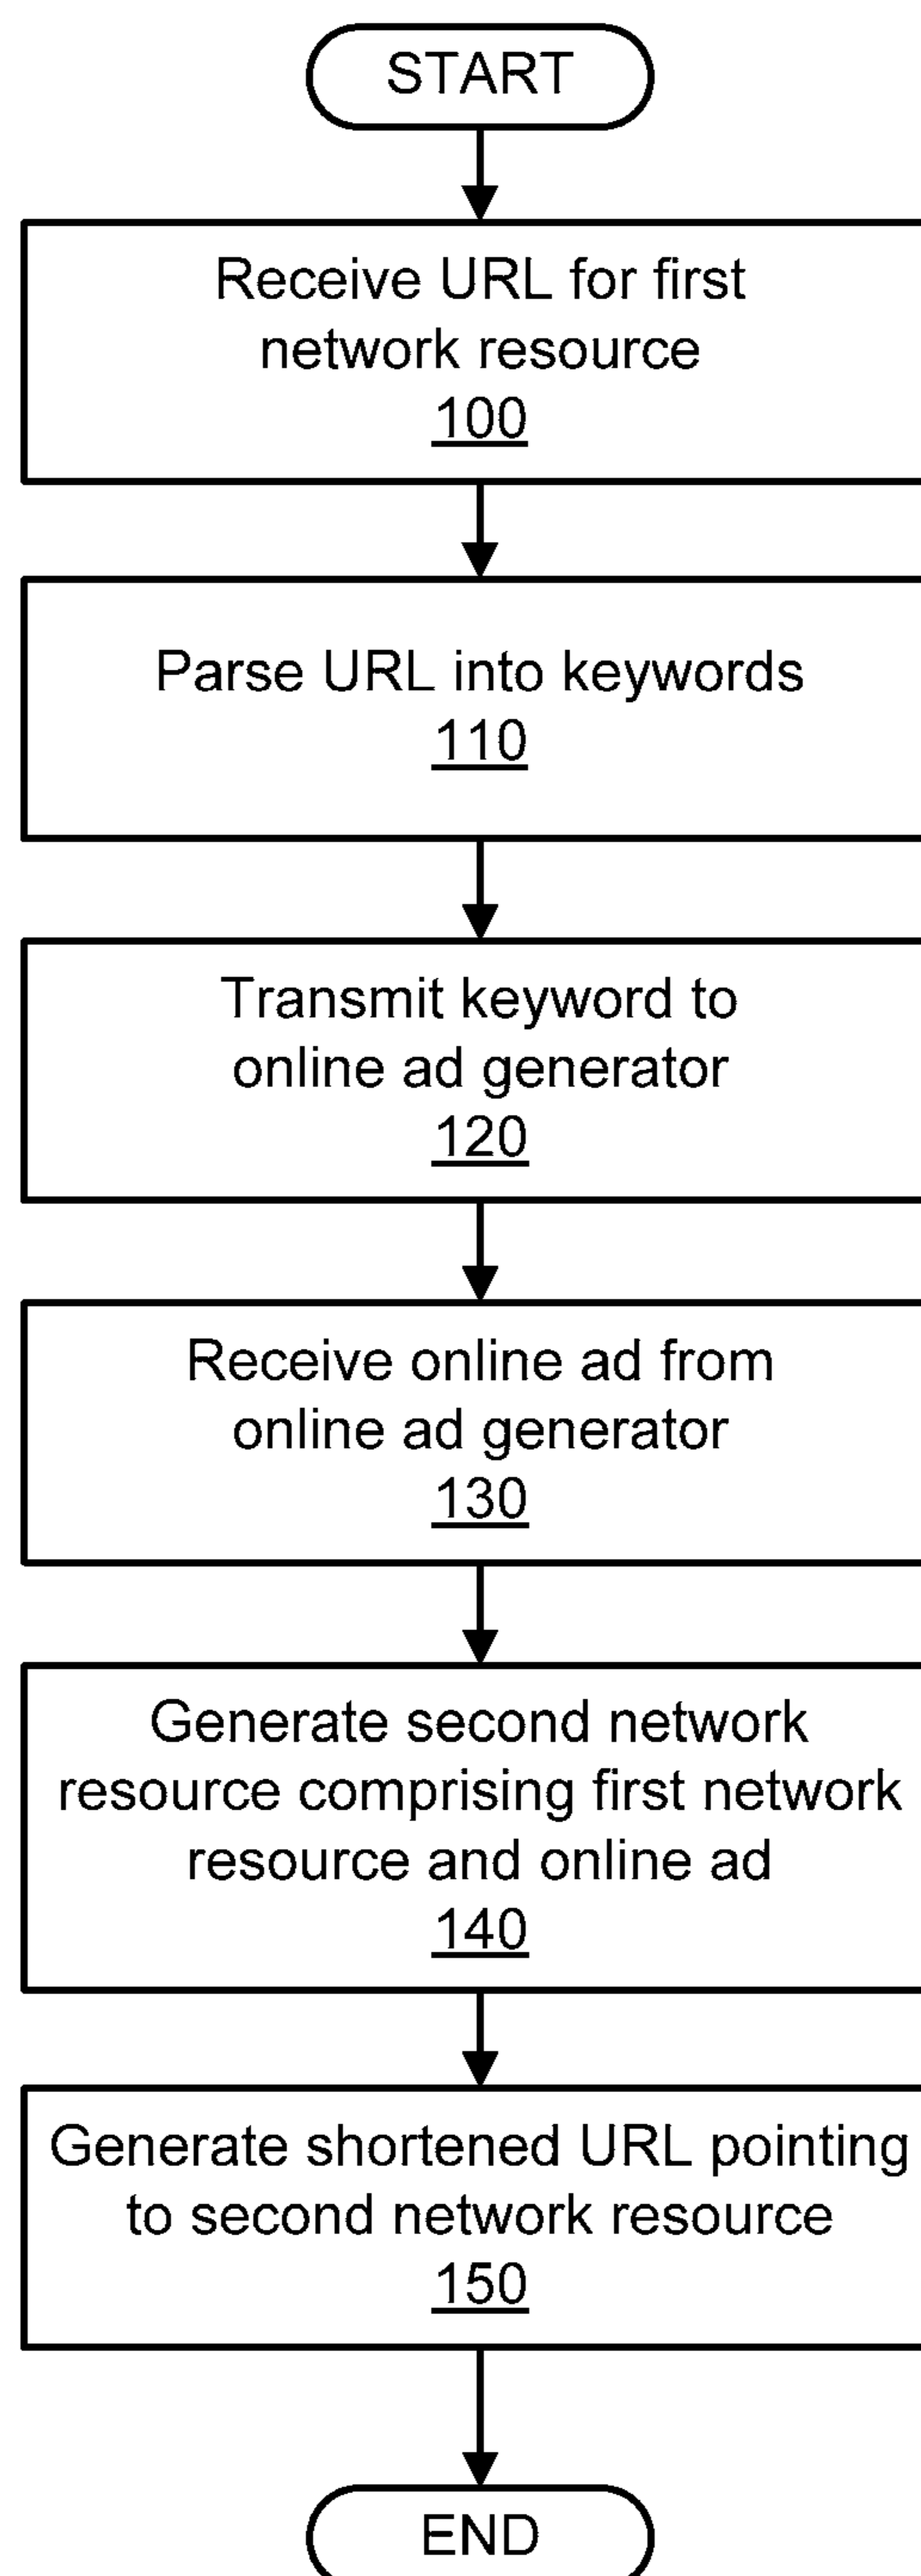 START
Receive URL for first
network resource
100
Parse URL into keywords
110
Transmit keyword to
online ad generator
120
Receive online ad from
online ad generator
130
Generate second network
resource comprising first network
resource and online ad
140
Generate shortened URL pointing
to second network resource
150
END